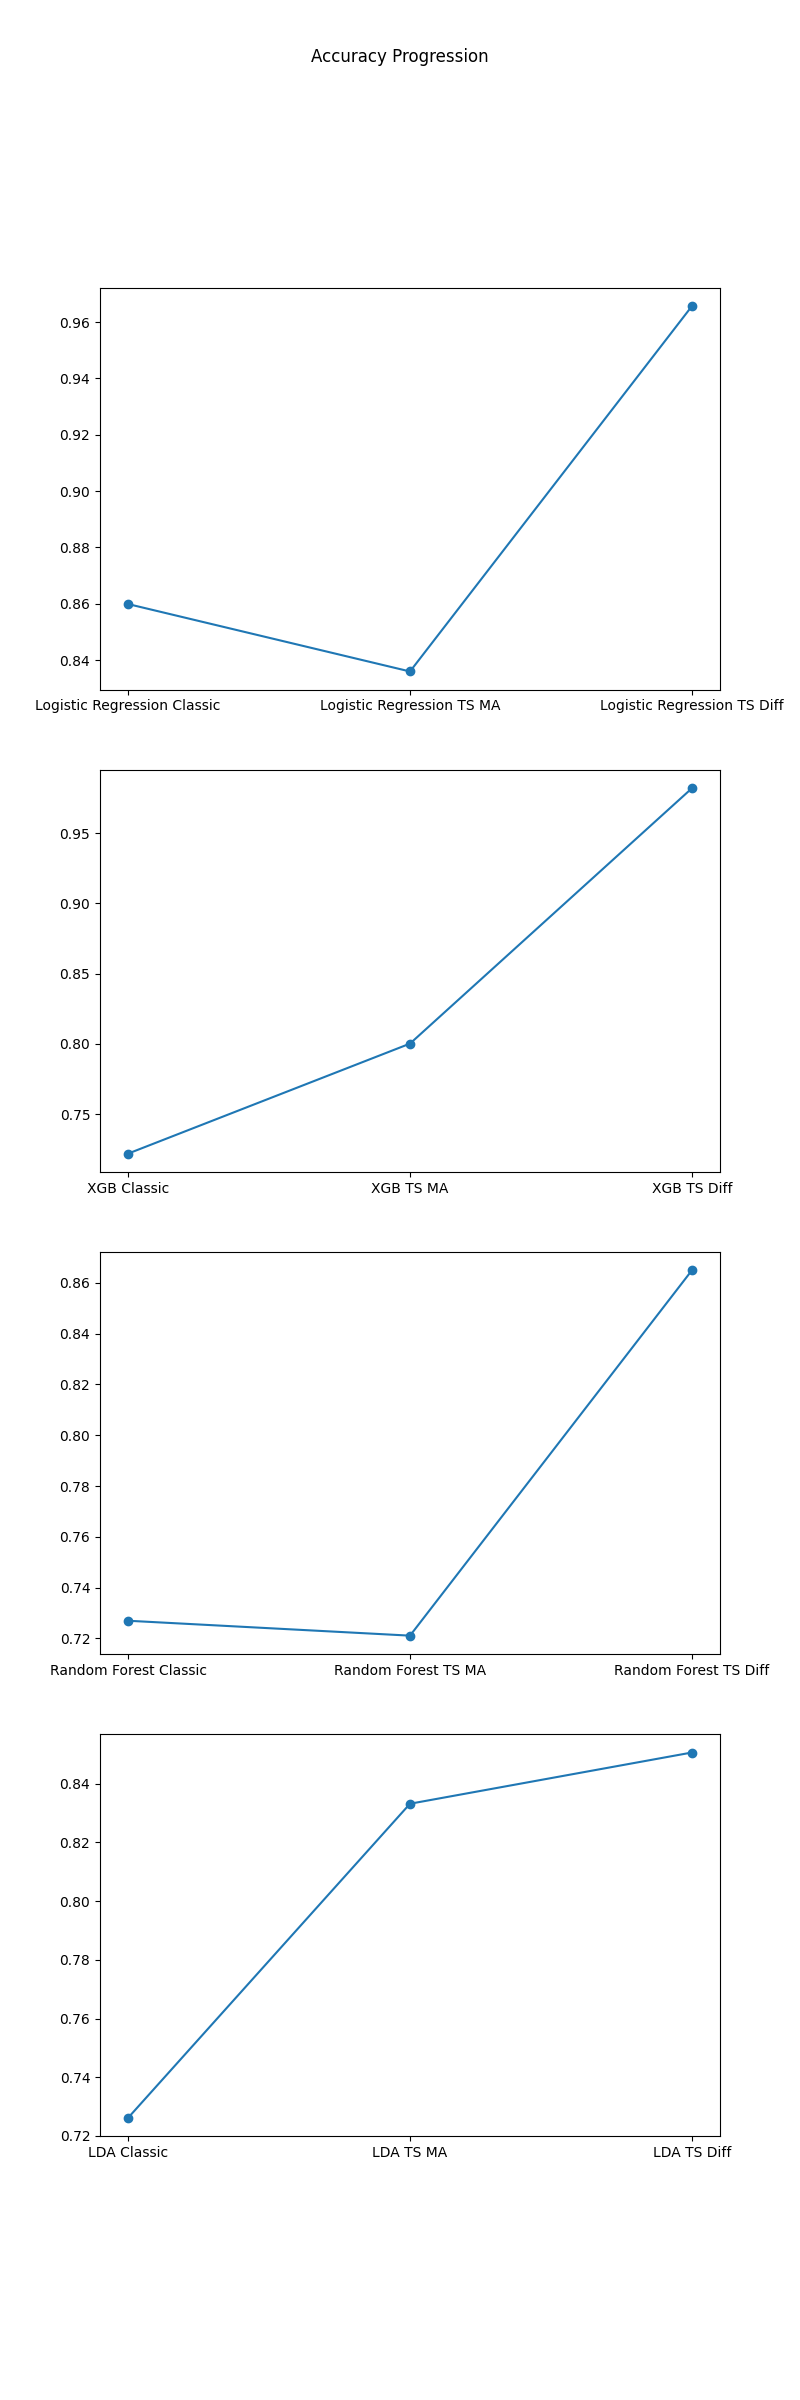 Accuracy Progression
0.96
0.94
0.92
0.90
0.88
0.86
0.84
Logistic Regression Classic
Logistic Regression TS MA
Logistic Regression TS Diff
0.95
0.90
0.85
0.80
0.75
XGB Classic
XGB TS MA
XGB TS Diff
0.86
0.84
0.82
0.80
0.78
0.76
0.74
0.72
Random Forest Classic
Random Forest TS MA
Random Forest TS Diff
0.84
0.82
0.80
0.78
0.76
0.74
0.72
LDA Classic
LDA TS MA
LDA TS Diff